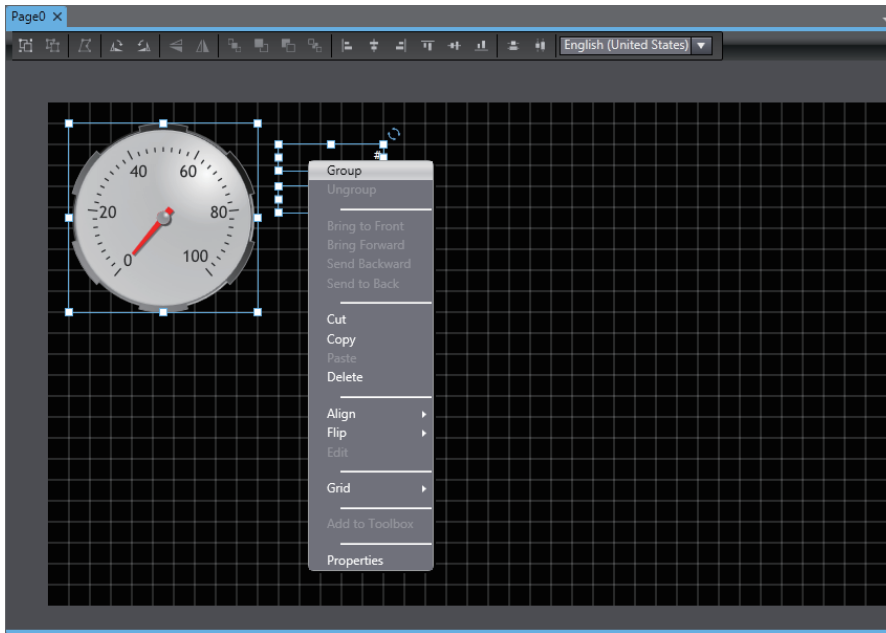 Page0
English (United States)
40 60
20 80
0 100
#
Group
Ungroup
Bring to Front
Bring Forward
Send Backward
Send to Back
Cut
Copy
Paste
Delete
Align
Flip
Edit
Grid
Add to Toolbox
Properties